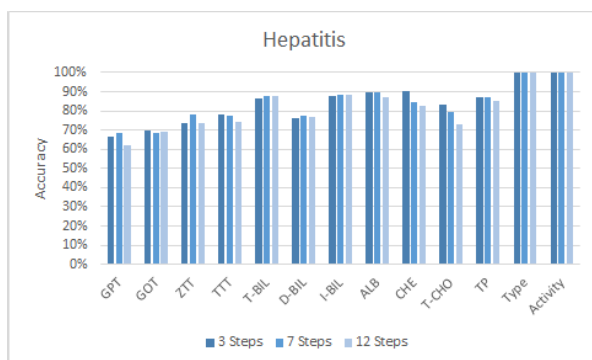 Hepatitis
Accuracy
100%
90%
80%
70%
60%
50%
40%
30%
20%
10%
0%
GPT
GOT
ZTT
TTT
T-BIL
D-BIL
I-BIL
ALB
CHE
T-CHO
TP
Type
Activity
3 Steps
7 Steps
12 Steps